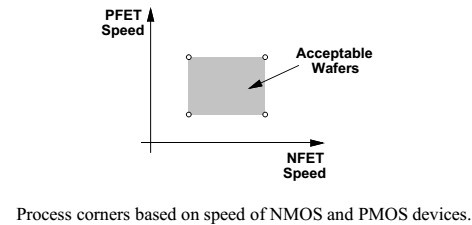 PFET
Speed
Acceptable
Wafers
NFET
Speed
Process corners based on speed of NMOS and PMOS devices.